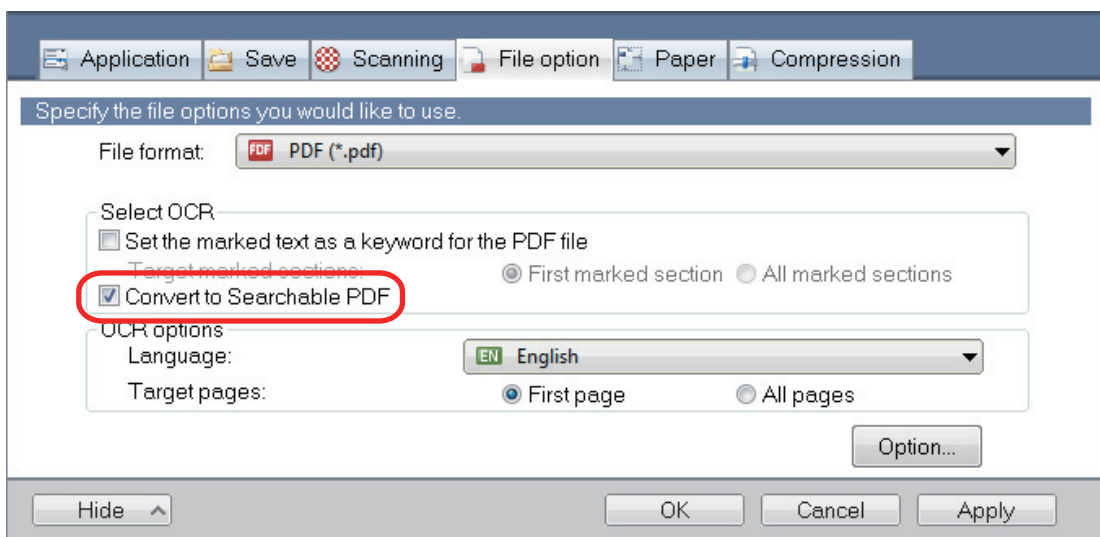 Application Save Scanning File option Paper Compression
Specify the file options you would like to use.
File format: PDF PDF (*.pdf)
Select OCR
Set the marked text as a keyword for the PDF file
Target marked sections: First marked section All marked sections
Convert to Searchable PDF
OCR options
Language: EN English
Target pages: First page All pages
Option...
Hide OK Cancel Apply